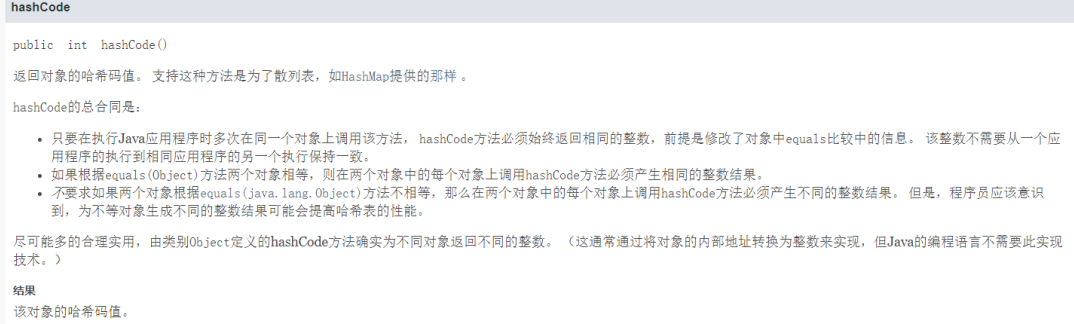 hashCode
public int hashCode()
返回对象的哈希码值。 支持这种方法是为了散列表，如HashMap提供的那样 。
hashCode的总合同是：
• 只要在执行Java应用程序时多次在同一个对象上调用该方法， hashCode方法必须始终返回相同的整数，前提是修改了对象中equals比较中的信息。 该整数不需要从一个应
用程序的执行到相同应用程序的另一个执行保持一致。
• 如果根据equals(Object)方法两个对象相等，则在两个对象中的每个对象上调用hashCode方法必须产生相同的整数结果。
• 不要求如果两个对象根据equals(java.lang.Object)方法不相等，那么在两个对象中的每个对象上调用hashCode方法必须产生不同的整数结果。 但是，程序员应该意识
到，为不等对象生成不同的整数结果可能会提高哈希表的性能。
尽可能多的合理实用，由类别Object定义的hashCode方法确实为不同对象返回不同的整数。 （这通常通过将对象的内部地址转换为整数来实现，但Java的编程语言不需要此实现
技术。）
结果
该对象的哈希码值。